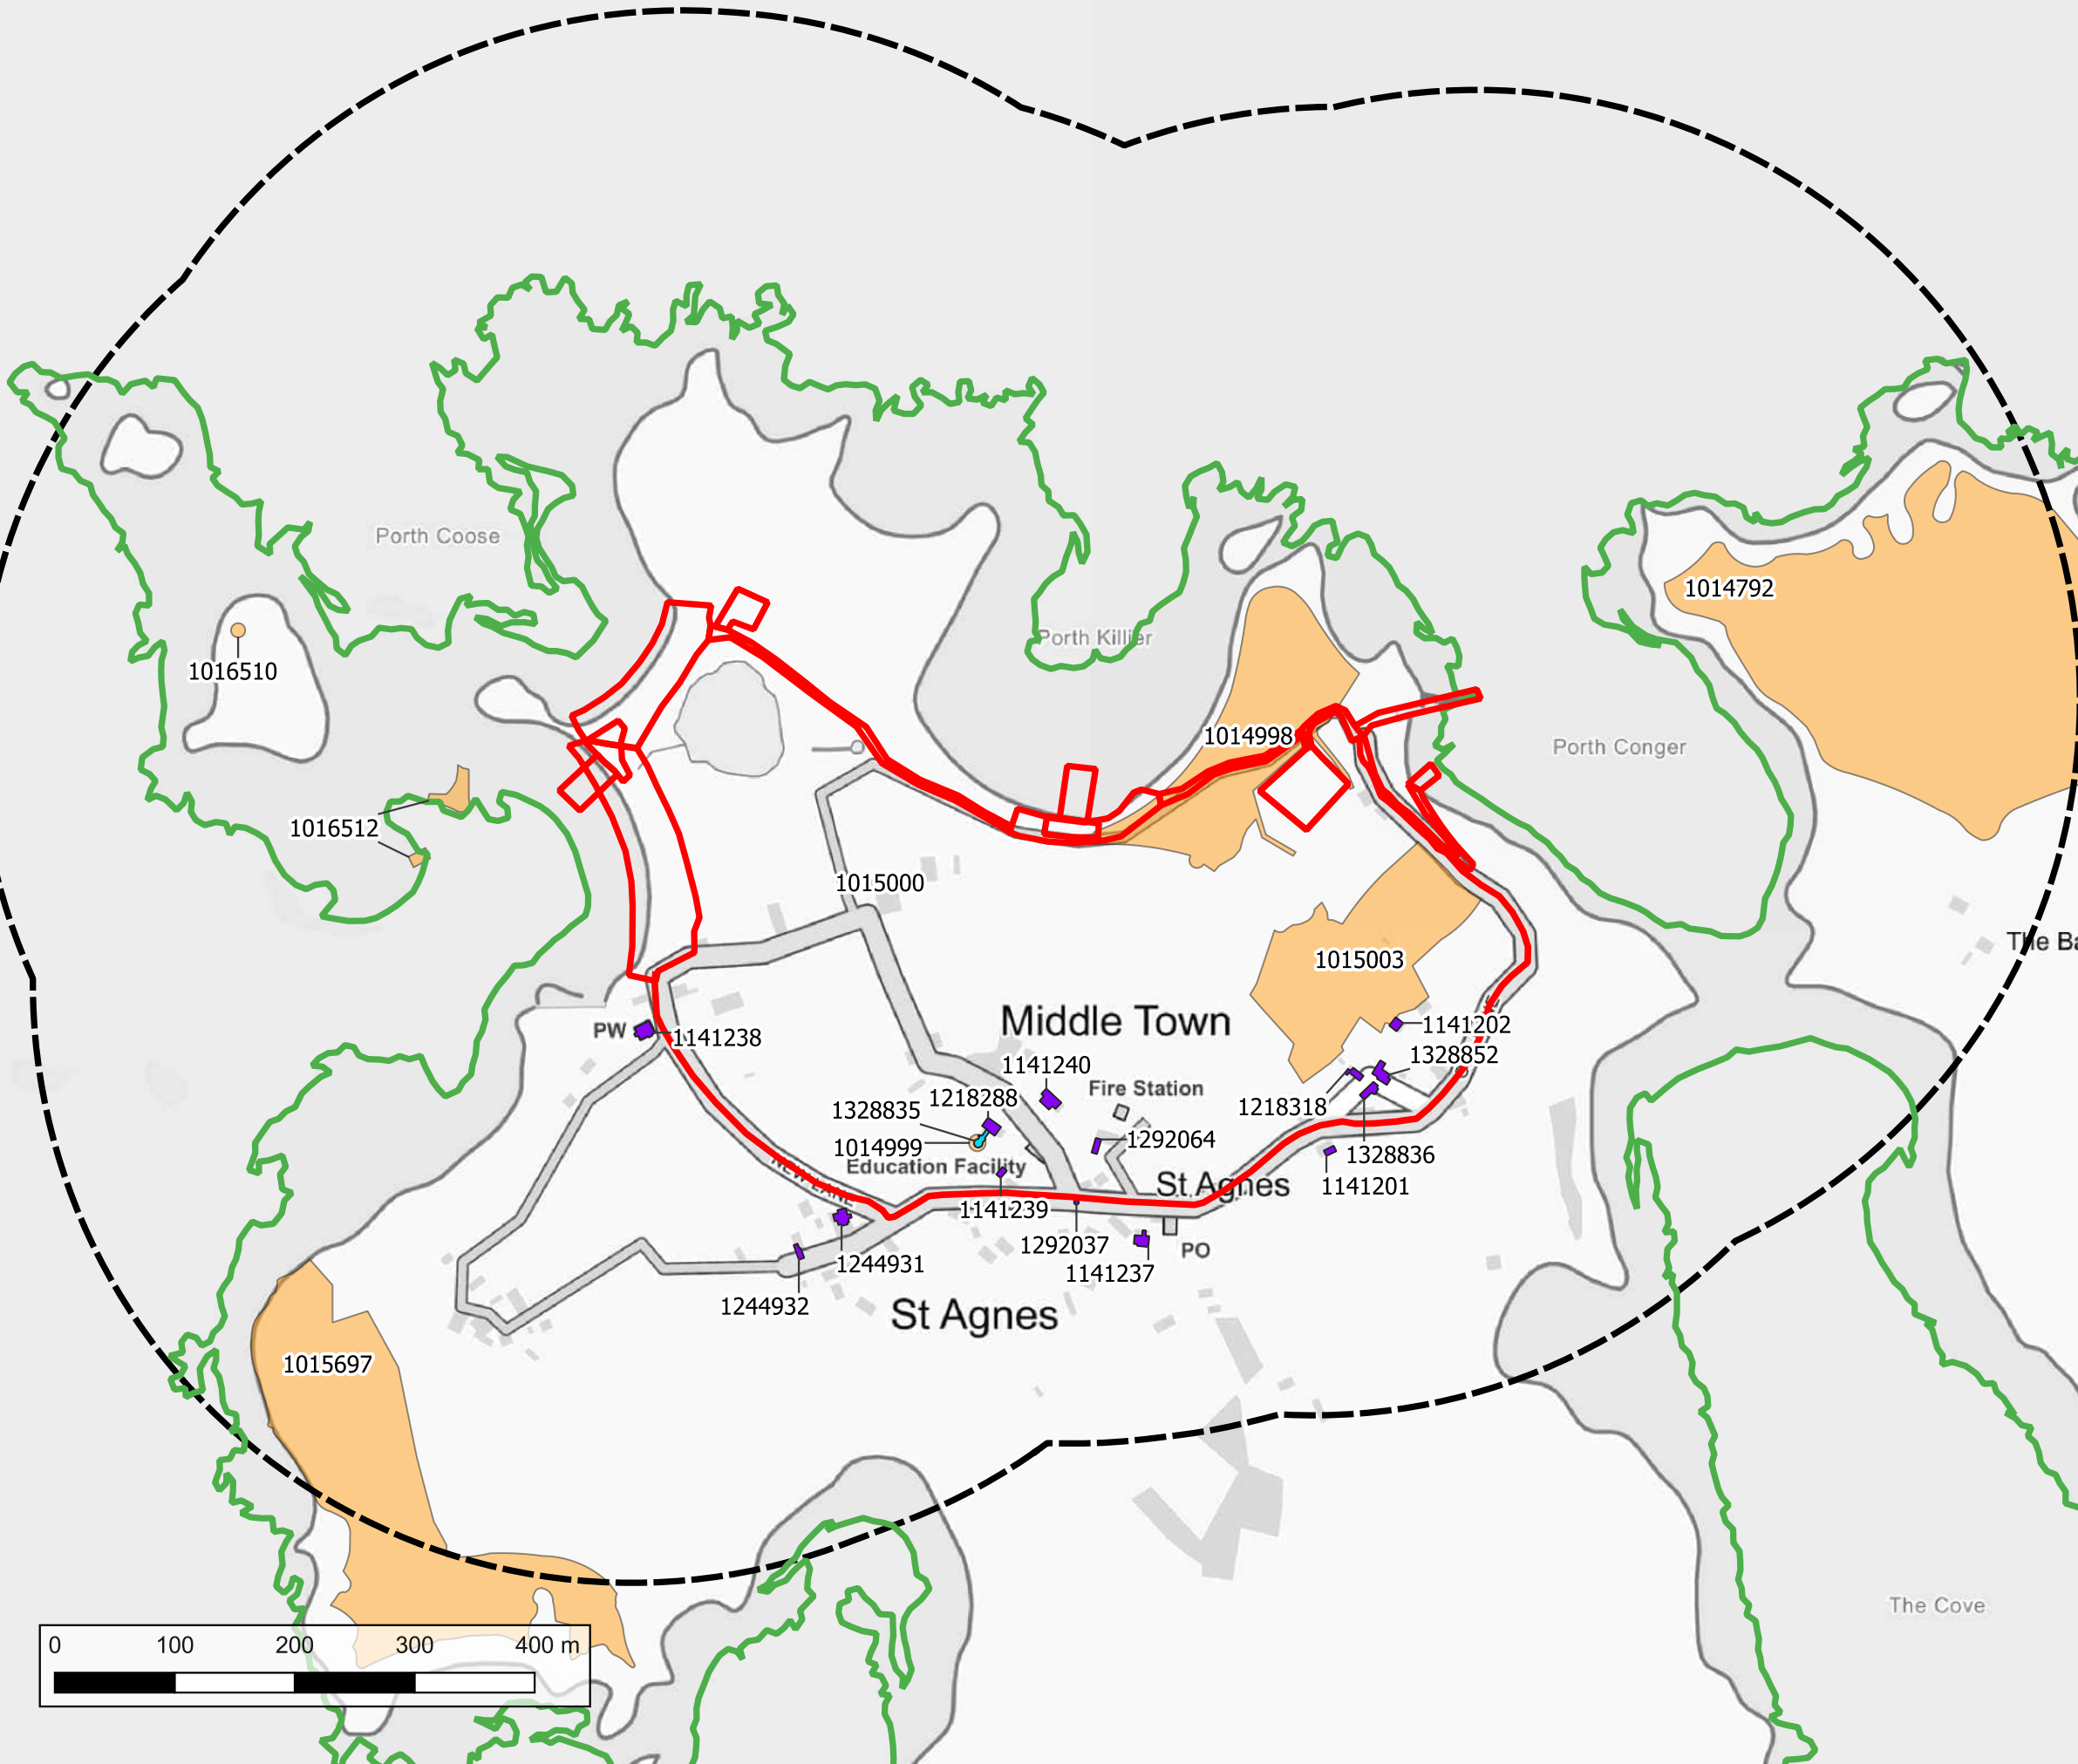 Porth Coose
1014792
Porth Killier
1016510
1014998
Porth Conger
1016512
1015000
The Ba
1015003
Middle Town
PW
1141238
1141202
1328852
1141240
Fire Station
1218288
1328835
1218318
1014999
1292064
1328836
Education Facility
NEW LANE
St Agnes
1141201
1141239
1292037
PO
1244931
1141237
1244932
St Agnes
1015697
The Cove
0 100 200 300 400 m